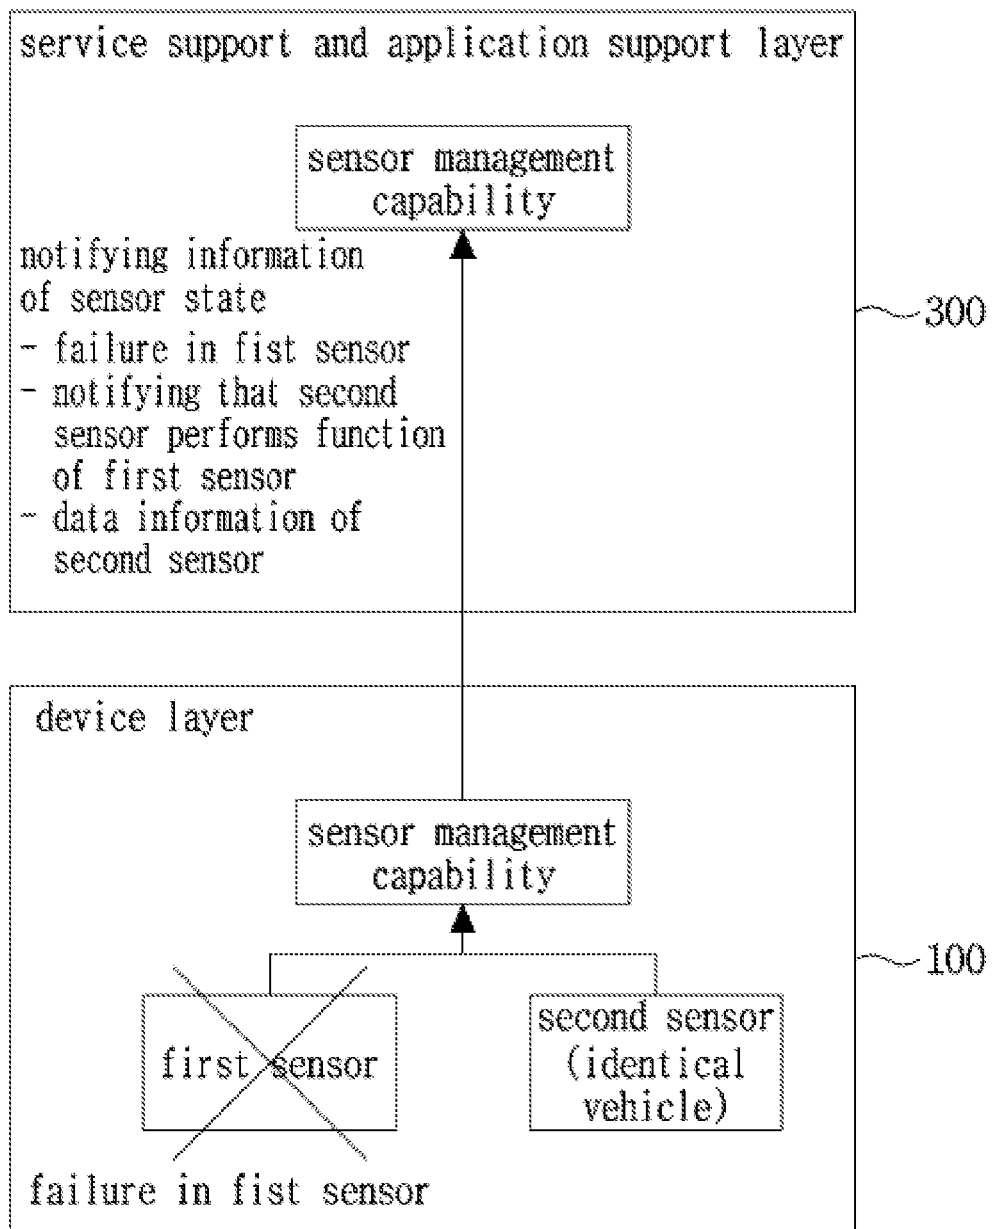 service support and application support layer
sensor management
capability
notifying information
of sensor state
- failure in fist sensor
- notifying that second
sensor performs function
of first sensor
- data information of
second sensor
300
device layer
sensor management
capability
first sensor
second sensor
(identical
vehicle)
100
failure in fist sensor